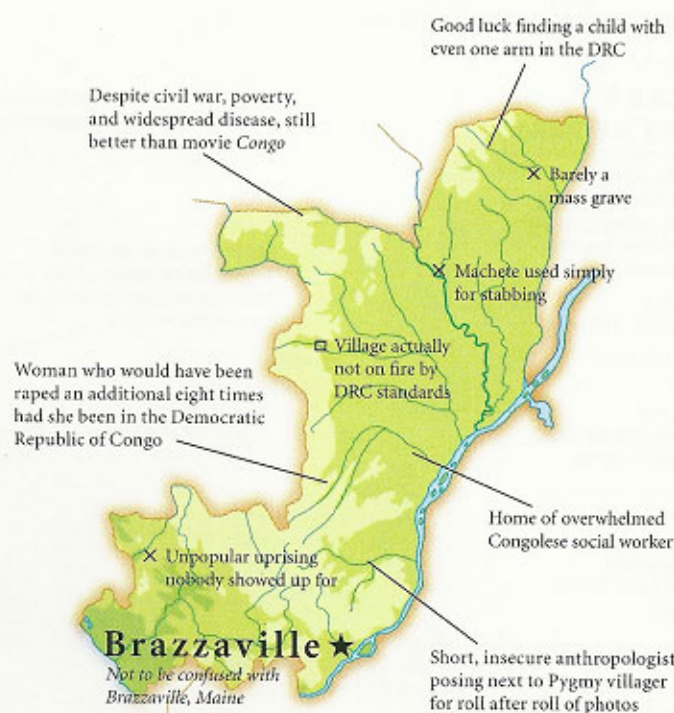 Good luck finding a child with
even one arm in the DRC
Despite civil war, poverty,
and widespread disease, still
better than movie Congo
Barely a
mass grave
Machete used simply
for stabbing
Village actually
not on fire by
DRC standards
Woman who would have been
raped an additional eight times
had she been in the Democratic
Republic of Congo
Home of overwhelmed
Congolese social worker
Unpopular uprising
nobody showed up for
Brazzaville
Not to be confused with
Brazzaville, Maine
Short, insecure anthropologist
posing next to Pygmy villager
for roll after roll of photos